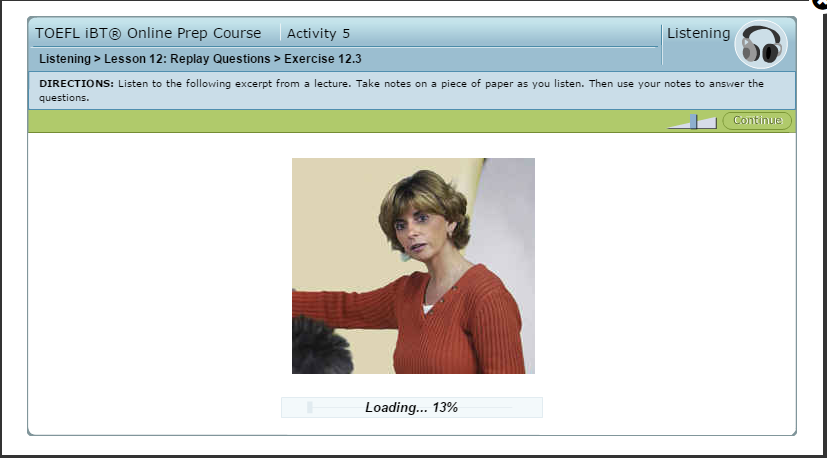 TOEFL iBT® Online Prep Course Activity 5 Listening
Listening > Lesson 12: Replay Questions > Exercise 12.3
DIRECTIONS: Listen to the following excerpt from a lecture. Take notes on a piece of paper as you listen. Then use your notes to answer the
questions.
Continue
Loading... 13%